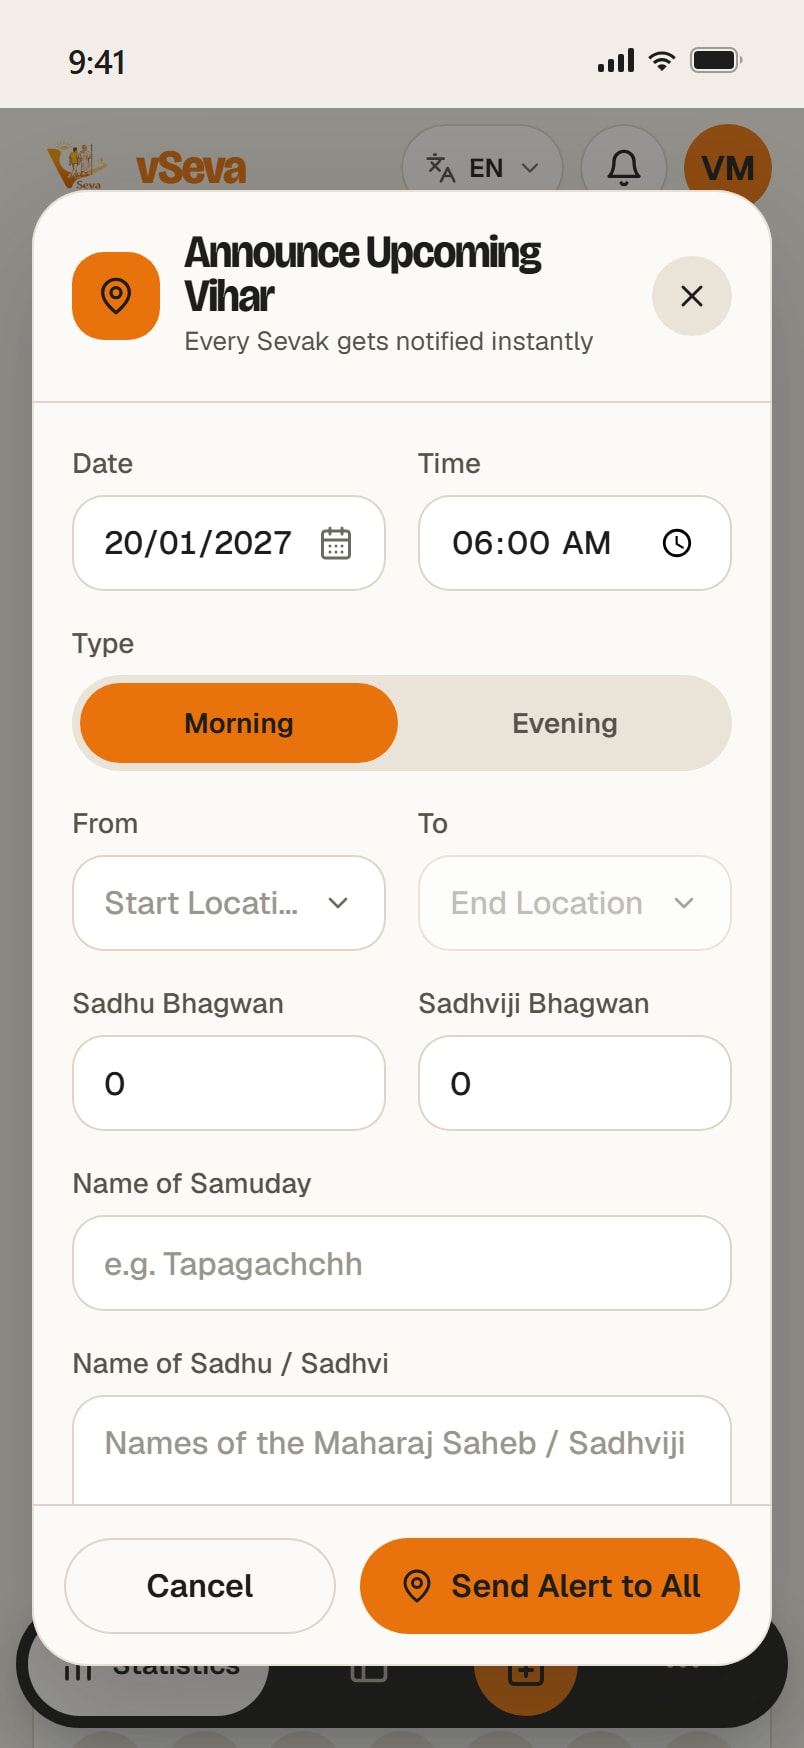 9:41
Seva
vSeva
EN
VM
Announce Upcoming
Vihar
Every Sevak gets notified instantly
Date
Time
20/01/2027
06:00 AM
Type
Morning
Evening
From
To
Start Locati...
End Location
Sadhu Bhagwan
Sadhviji Bhagwan
0
0
Name of Samuday
e.g. Tapagachchh
Name of Sadhu / Sadhvi
Names of the Maharaj Saheb / Sadhviji
Cancel
Send Alert to All
Statistics